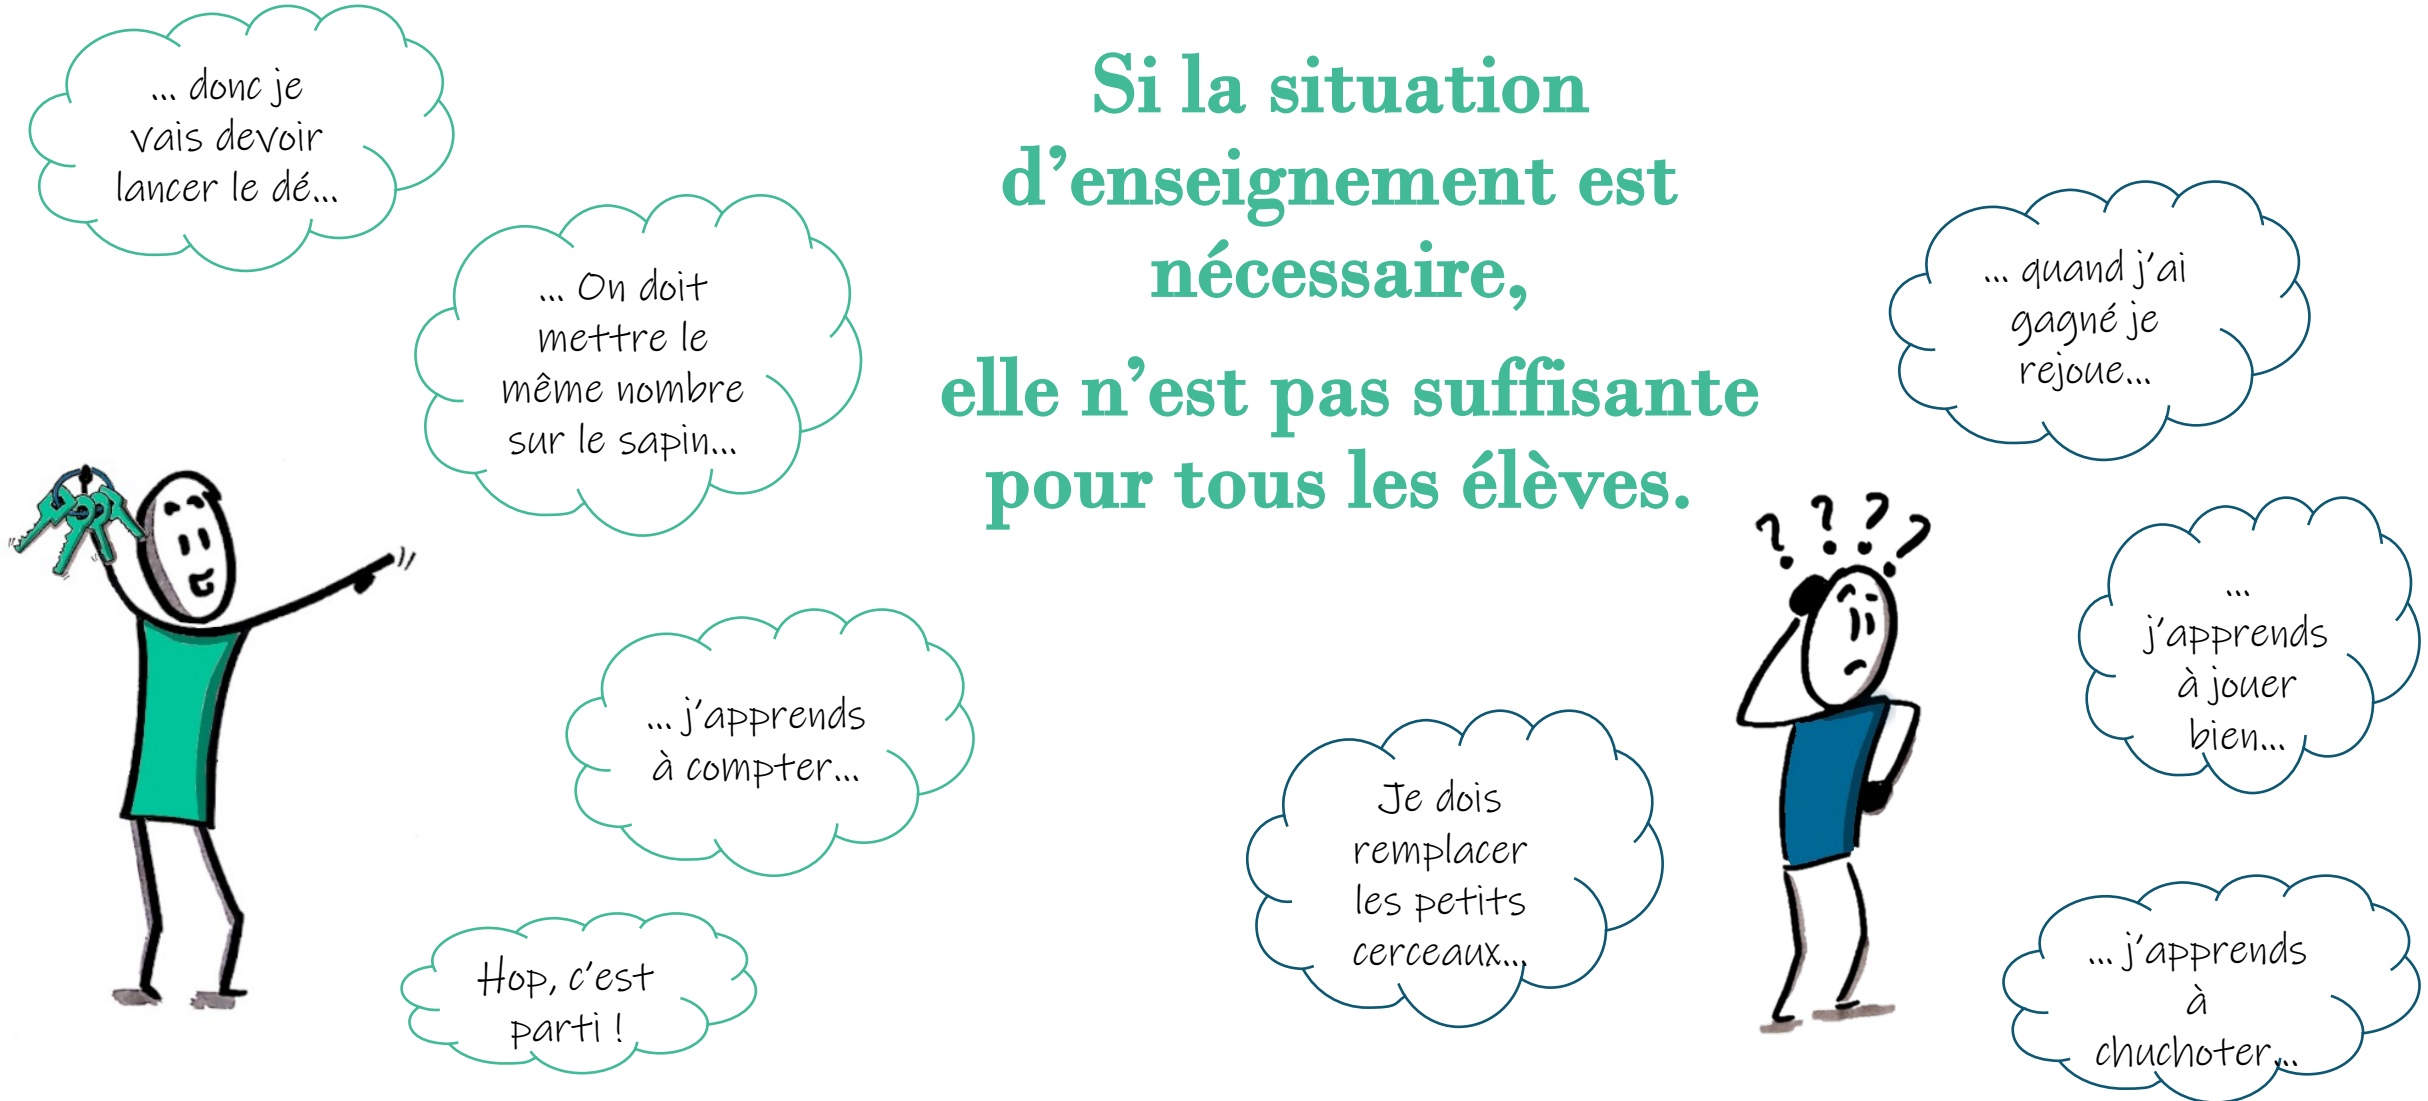 ... donc je
vais devoir
lancer le dé...
... On doit
mettre le
même nombre
sur le sapin...
... j'apprends
à compter...
Hop, c'est
parti !
Si la situation
d'enseignement est
nécessaire,
elle n'est pas suffisante
pour tous les élèves.
... quand j'ai
gagné je
rejoue...
? ? ? ?
...
j'apprends
à jouer
bien...
Je dois
remplacer
les petits
cerceaux...
... j'apprends
à
chuchoter...